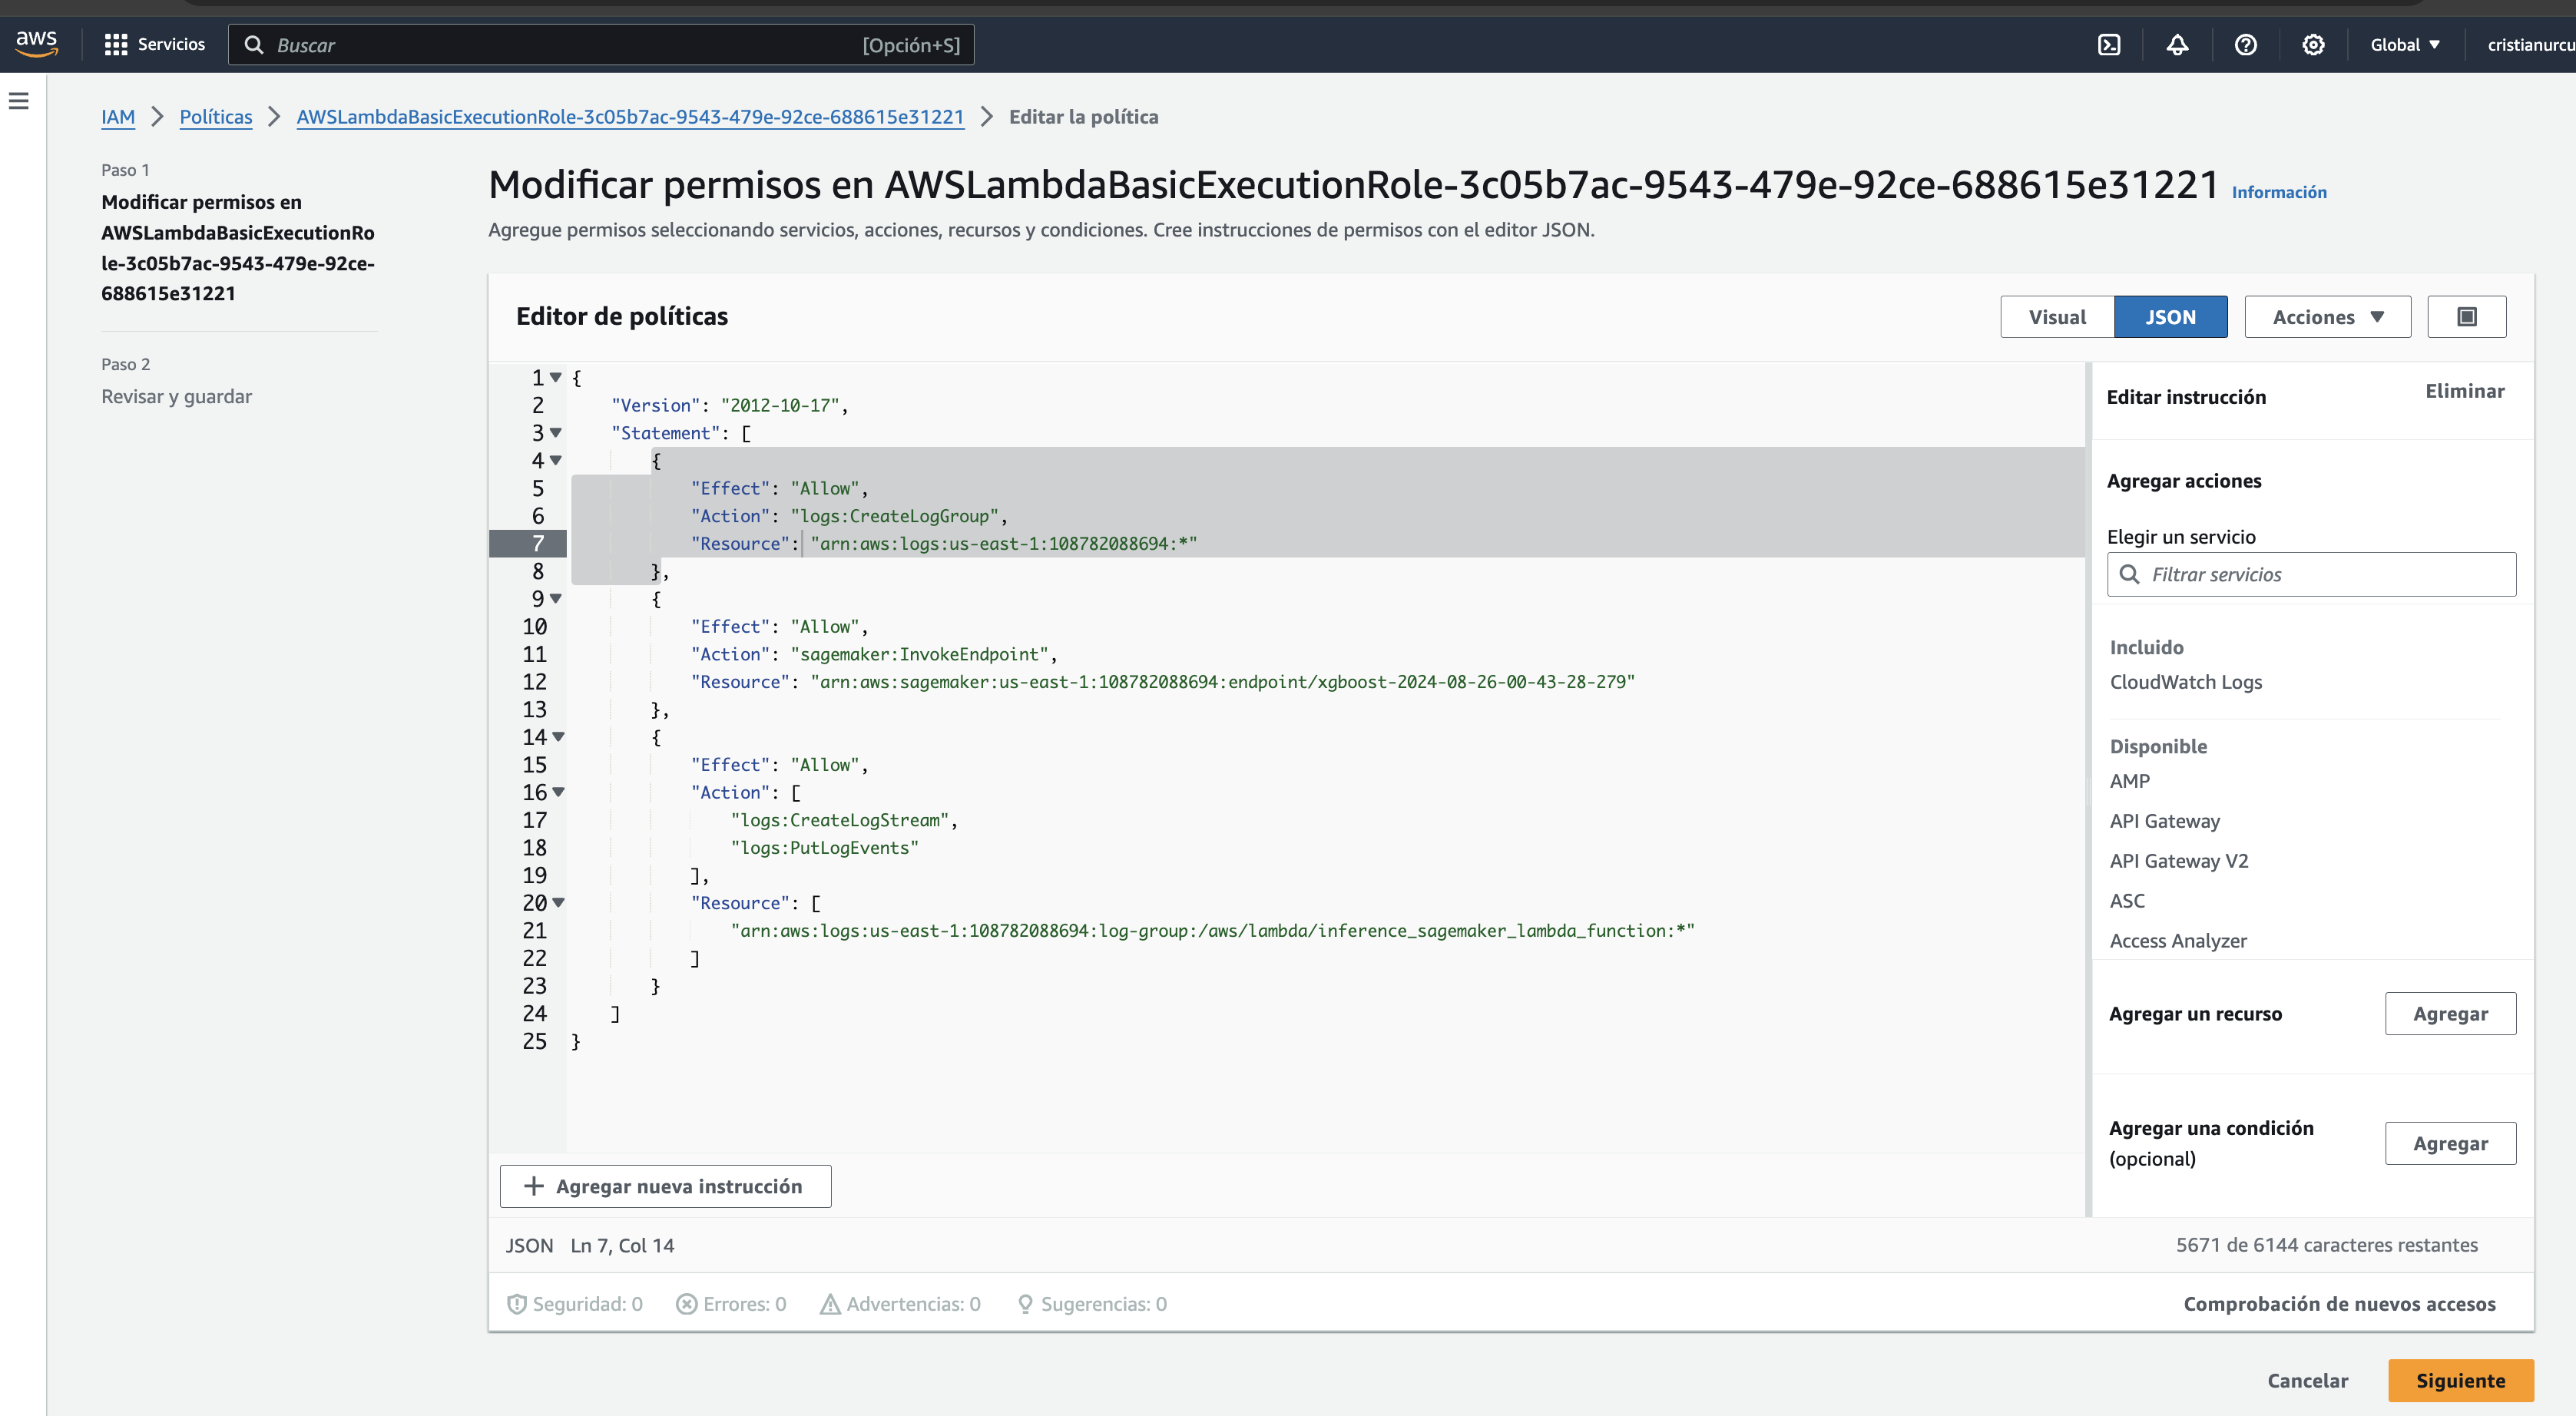 aws
Servicios
Buscar
[Opción+S]
Global
IAM
Políticas
AWSLambdaBasicExecutionRole-3c05b7ac-9543-479e-92ce-688615e31221
Editar la política
Paso 1
Modificar permisos en
AWSLambdaBasicExecutionRo
le-3c05b7ac-9543-479e-92ce-
688615e31221
Paso 2
Revisar y guardar
Modificar permisos en AWSLambdaBasicExecutionRole-3c05b7ac-9543-479e-92ce-688615e31221 Información
Agregue permisos seleccionando servicios, acciones, recursos y condiciones. Cree instrucciones de permisos con el editor JSON.
Editor de políticas
Visual
JSON
Acciones
1 {
2 "Version": "2012-10-17",
3 "Statement": [
4 {
5 "Effect": "Allow",
6 "Action": "logs:CreateLogGroup",
7 "Resource": "arn:aws:logs:us-east-1:108782088694:*"
8 },
9 {
10 "Effect": "Allow",
11 "Action": "sagemaker:InvokeEndpoint",
12 "Resource": "arn:aws:sagemaker:us-east-1:108782088694:endpoint/xgboost-2024-08-26-00-43-28-279"
13 },
14 {
15 "Effect": "Allow",
16 "Action": [
17 "logs:CreateLogStream",
18 "logs:PutLogEvents"
19 ],
20 "Resource": [
21 "arn:aws:logs:us-east-1:108782088694:log-group:/aws/lambda/inference_sagemaker_lambda_function:*"
22 ]
23 }
24 ]
25 }
Editar instrucción
Eliminar
Agregar acciones
Elegir un servicio
Filtrar servicios
Incluido
CloudWatch Logs
Disponible
AMP
API Gateway
API Gateway V2
ASC
Access Analyzer
Agregar un recurso
Agregar
Agregar una condición
(opcional)
Agregar
Agregar nueva instrucción
JSON Ln 7, Col 14
5671 de 6144 caracteres restantes
Seguridad: 0
Errores: 0
Advertencias: 0
Sugerencias: 0
Comprobación de nuevos accesos
Cancelar
Siguiente